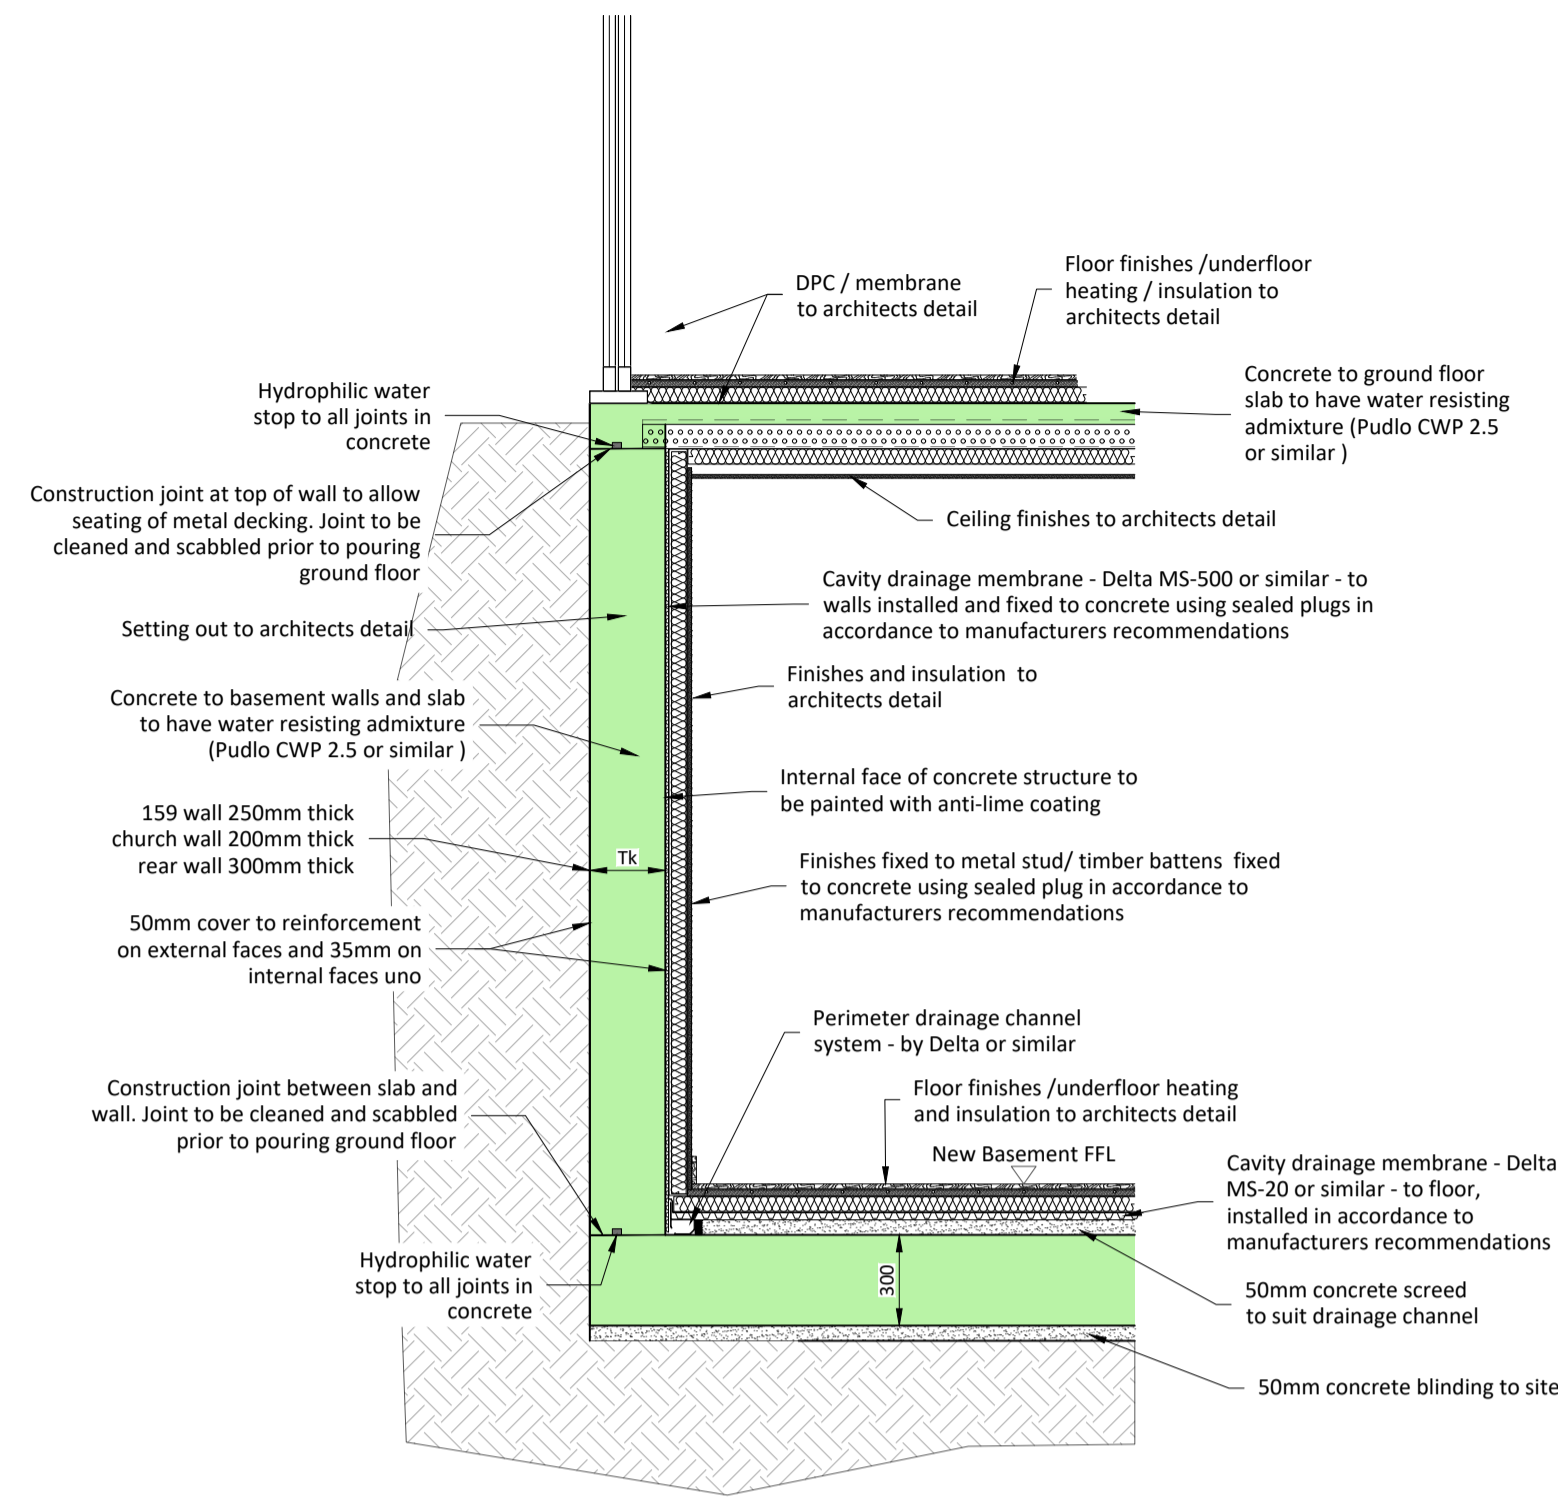 DPC / membrane
to architects detail
Floor finishes /underfloor
heating / insulation to
architects detail
Concrete to ground floor
slab to have water resisting
admixture (Pudlo CWP 2.5
or similar )
Hydrophilic water
stop to all joints in
concrete
Construction joint at top of wall to allow
seating of metal decking. Joint to be
cleaned and scabbled prior to pouring
ground floor
Ceiling finishes to architects detail
Setting out to architects detail
Cavity drainage membrane - Delta MS-500 or similar - to
walls installed and fixed to concrete using sealed plugs in
accordance to manufacturers recommendations
Finishes and insulation to
architects detail
Concrete to basement walls and slab
to have water resisting admixture
(Pudlo CWP 2.5 or similar )
Internal face of concrete structure to
be painted with anti-lime coating
159 wall 250mm thick
church wall 200mm thick
rear wall 300mm thick
Tk
Finishes fixed to metal stud/ timber battens fixed
to concrete using sealed plug in accordance to
manufacturers recommendations
50mm cover to reinforcement
on external faces and 35mm on
internal faces uno
Perimeter drainage channel
system - by Delta or similar
Construction joint between slab and
wall. Joint to be cleaned and scabbled
prior to pouring ground floor
Floor finishes /underfloor heating
and insulation to architects detail
New Basement FFL
Cavity drainage membrane - Delta
MS-20 or similar - to floor,
installed in accordance to
manufacturers recommendations
Hydrophilic water
stop to all joints in
concrete
300
50mm concrete screed
to suit drainage channel
50mm concrete blinding to site